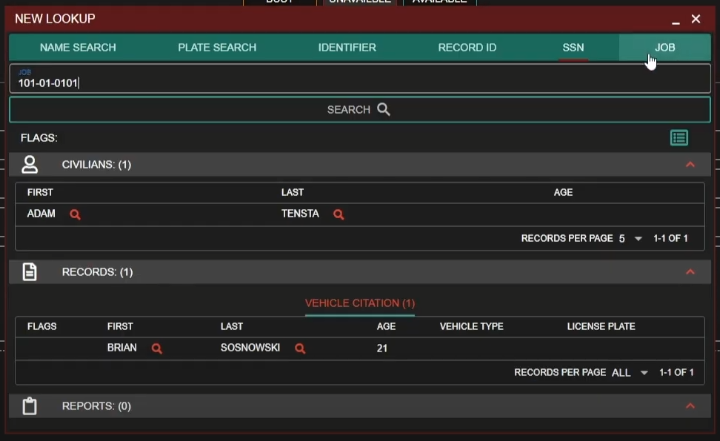 UNAVAILBLE
AVAILABLE
NEW LOOKUP
NAME SEARCH PLATE SEARCH IDENTIFIER RECORD ID SSN JOB
JOB
101-01-0101
SEARCH
FLAGS:
CIVILIANS: (1)
FIRST LAST AGE
ADAM TENSTA
RECORDS PER PAGE 5 1-1 OF 1
RECORDS: (1)
VEHICLE CITATION (1)
FLAGS FIRST LAST AGE VEHICLE TYPE LICENSE PLATE
BRIAN SOSNOWSKI 21
RECORDS PER PAGE ALL 1-1 OF 1
REPORTS: (0)